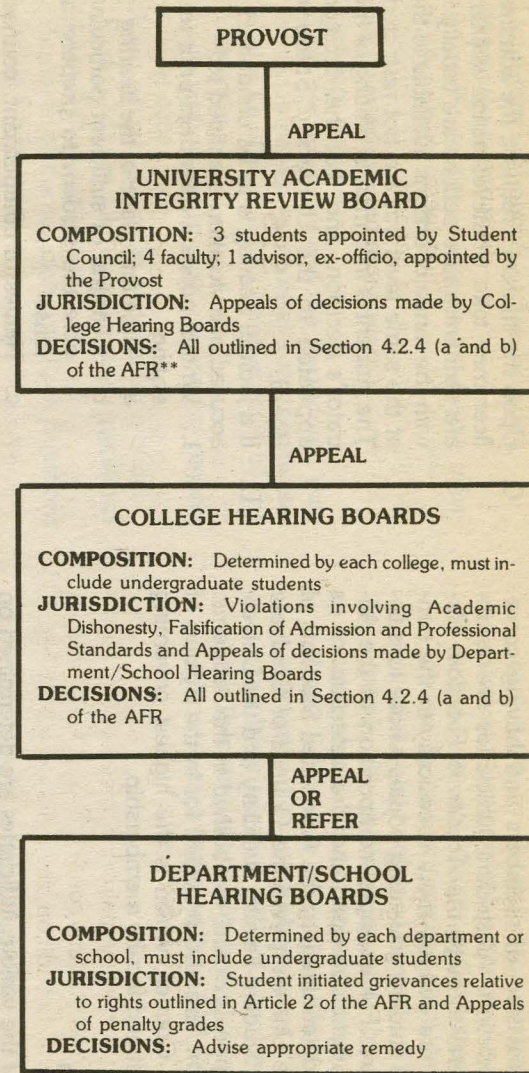 PROVOST
APPEAL
UNIVERSITY ACADEMIC
INTEGRITY REVIEW BOARD
COMPOSITION: 3 students appointed by Student
Council; 4 faculty; 1 advisor, ex-officio, appointed by
the Provost
JURISDICTION: Appeals of decisions made by Col-
lege Hearing Boards
DECISIONS: All outlined in Section 4.2.4 (a and b)
of the AFR**
APPEAL
COLLEGE HEARING BOARDS
COMPOSITION: Determined by each college, must in-
clude undergraduate students
JURISDICTION: Violations involving Academic
Dishonesty, Falsification of Admission and Professional
Standards and Appeals of decisions made by Depart-
ment/School Hearing Boards
DECISIONS: All outlined in Section 4.2.4 (a and b)
of the AFR
APPEAL
OR
REFER
DEPARTMENT/SCHOOL
HEARING BOARDS
COMPOSITION: Determined by each department or
school, must include undergraduate students
JURISDICTION: Student initiated grievances relative
to rights outlined in Article 2 of the AFR and Appeals
of penalty grades
DECISIONS: Advise appropriate remedy